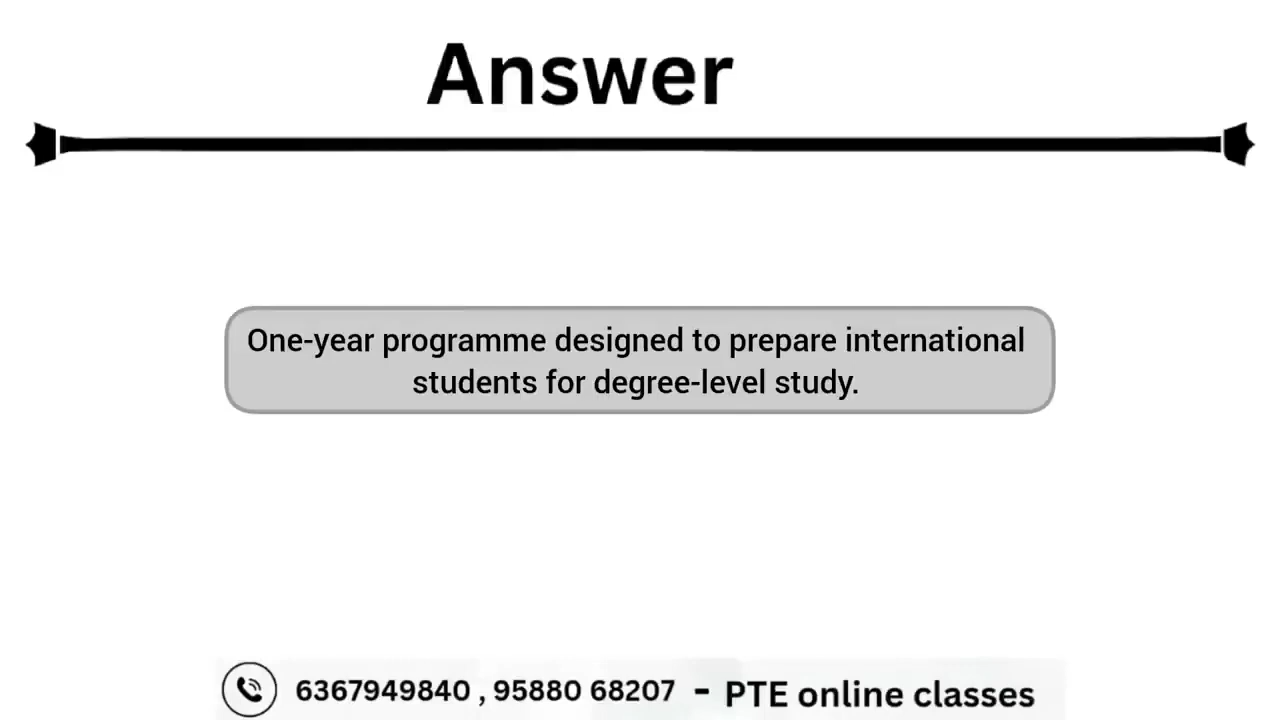 Answer
One-year programme designed to prepare international
students for degree-level study.
6367949840 , 95880 68207 - PTE online classes